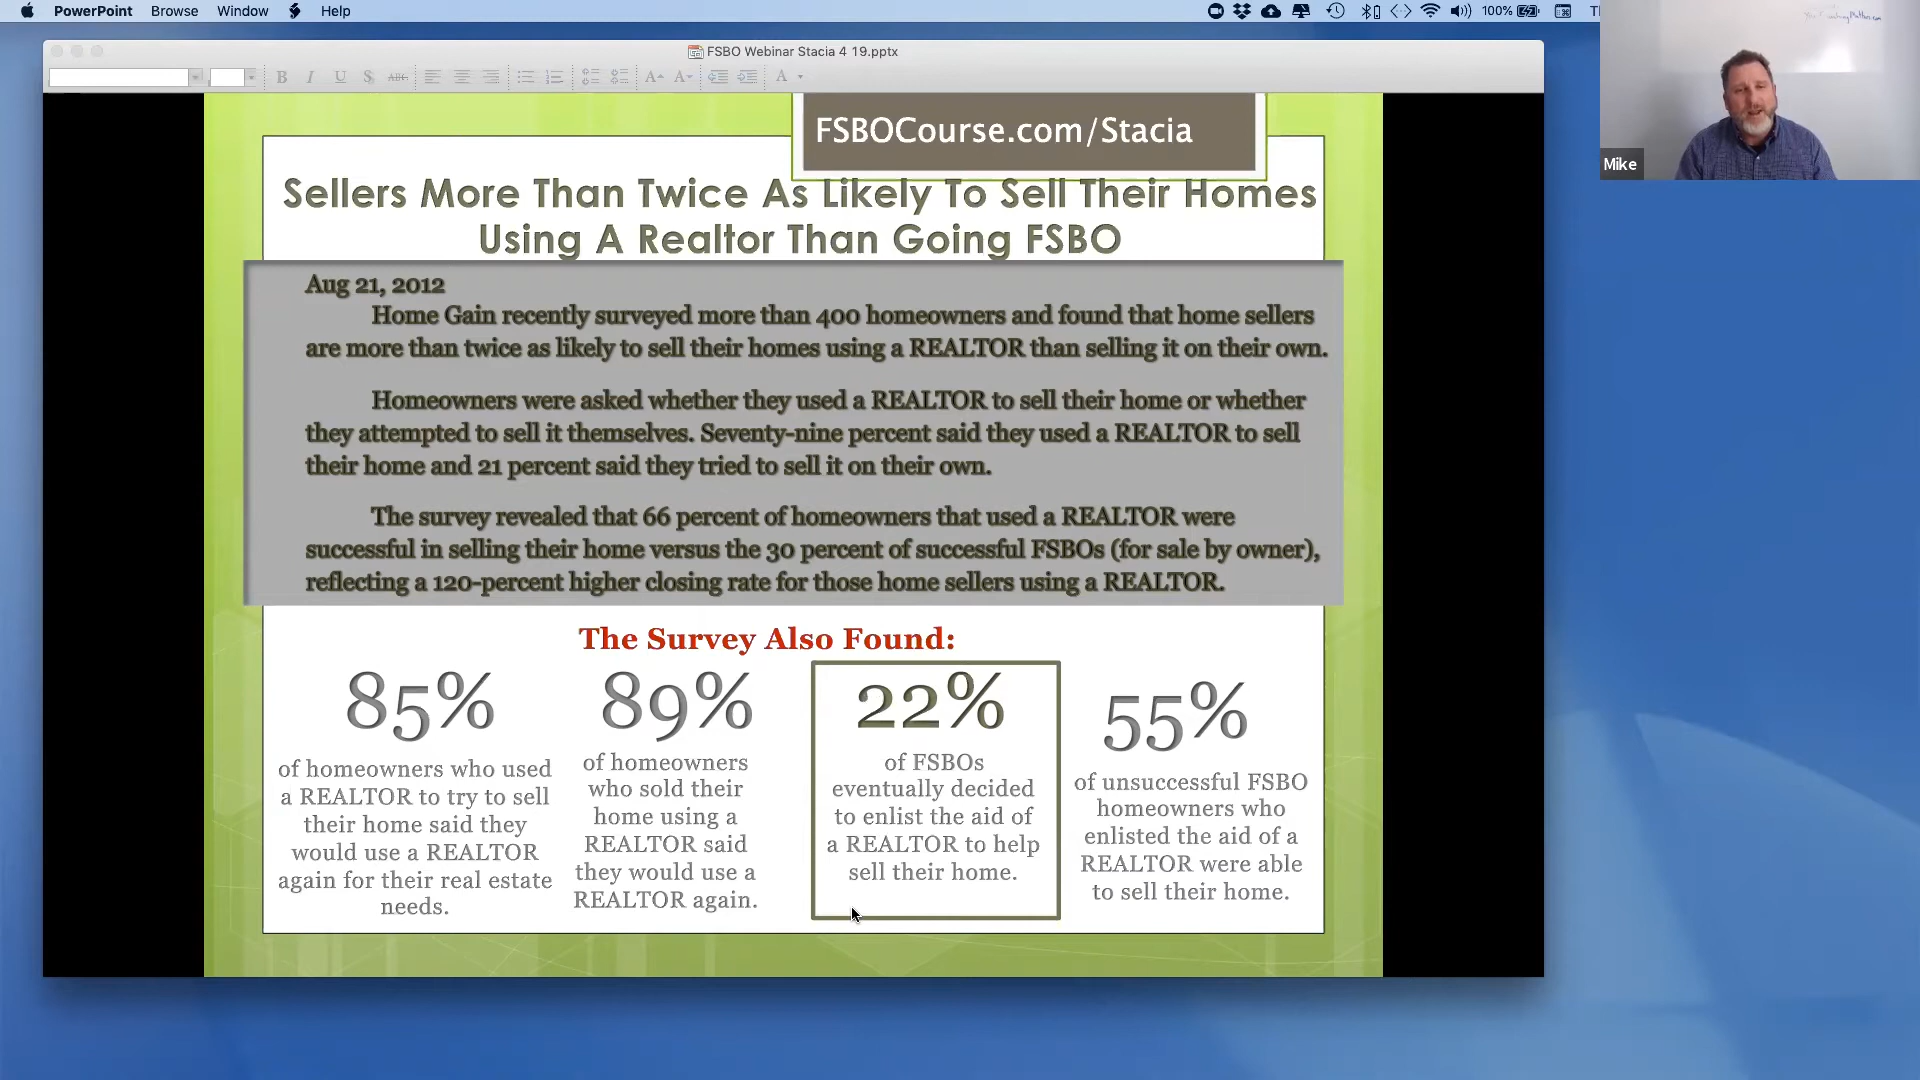 PowerPoint Browse Window Help
100%
FSBO Webinar Stacia 4 19.pptx
B I U S ABC
A A A
FSBOCourse.com/Stacia
Mike
Sellers More Than Twice As Likely To Sell Their Homes
Using A Realtor Than Going FSBO
Aug 21, 2012
Home Gain recently surveyed more than 400 homeowners and found that home sellers
are more than twice as likely to sell their homes using a REALTOR than selling it on their own.
Homeowners were asked whether they used a REALTOR to sell their home or whether
they attempted to sell it themselves. Seventy-nine percent said they used a REALTOR to sell
their home and 21 percent said they tried to sell it on their own.
The survey revealed that 66 percent of homeowners that used a REALTOR were
successful in selling their home versus the 30 percent of successful FSBOs (for sale by owner),
reflecting a 120-percent higher closing rate for those home sellers using a REALTOR.
The Survey Also Found:
85%
of homeowners who used
a REALTOR to try to sell
their home said they
would use a REALTOR
again for their real estate
needs.
89%
of homeowners
who sold their
home using a
REALTOR said
they would use a
REALTOR again.
22%
of FSBOs
eventually decided
to enlist the aid of
a REALTOR to help
sell their home.
55%
of unsuccessful FSBO
homeowners who
enlisted the aid of a
REALTOR were able
to sell their home.